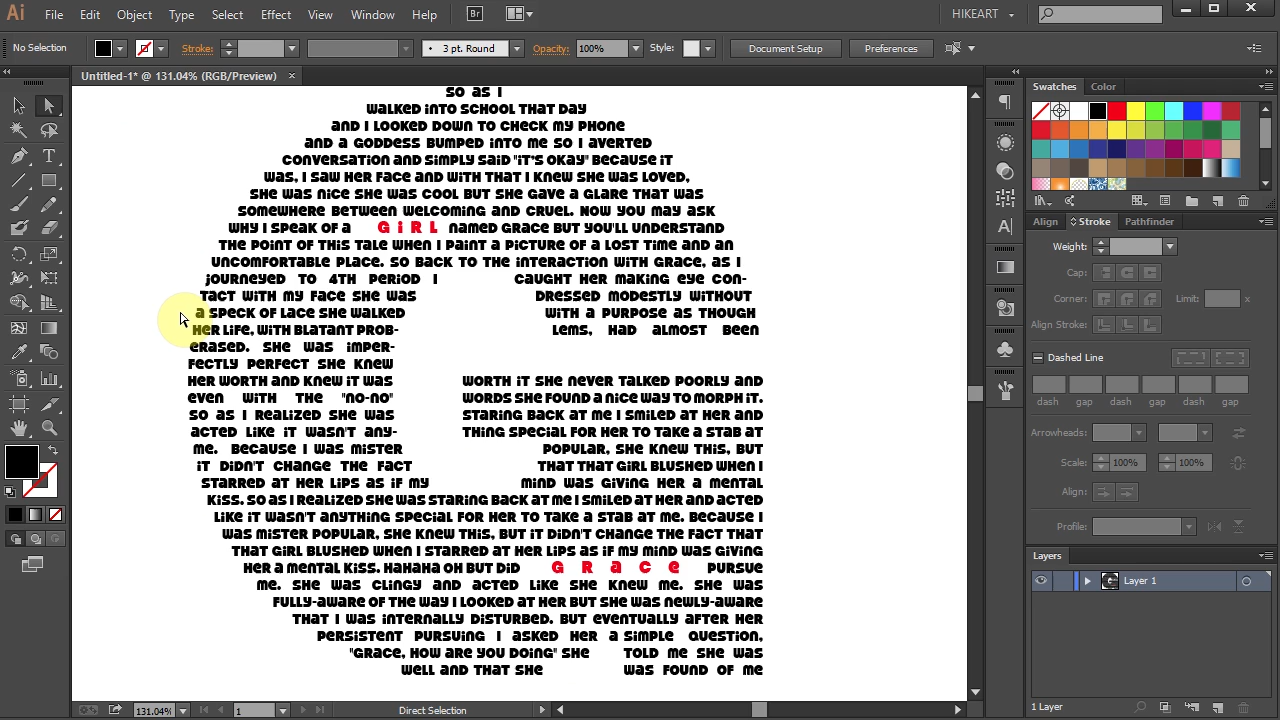 Ai File Edit Object Type Select Effect View Window Help Br HIKEART
No Selection Stroke: 3 pt. Round Opacity: 100% Style: Document Setup Preferences
Untitled-1* @ 131.04% (RGB/Preview) ×
SO AS I
WALKED INTO SCHOOL THAT DAY
AND I LOOKED DOWN TO CHECK MY PHONE
AND A GODDESS BUMPED INTO ME SO I AVERTED
CONVERSATION AND SIMPLY SAID "IT'S OKAY" BECAUSE IT
WAS, I SAW HER FACE AND WITH THAT I KNEW SHE WAS LOVED,
SHE WAS NICE SHE WAS COOL BUT SHE GAVE A GLARE THAT WAS
SOMEWHERE BETWEEN WELCOMING AND CRUEL. NOW YOU MAY ASK
WHY I SPEAK OF A GIRL NAMED GRACE BUT YOU'LL UNDERSTAND
THE POINT OF THIS TALE WHEN I PAINT A PICTURE OF A LOST TIME AND AN
UNCOMFORTABLE PLACE. SO BACK TO THE INTERACTION WITH GRACE, AS I
JOURNEYED TO 4TH PERIOD I CAUGHT HER MAKING EYE CON-
TACT WITH MY FACE SHE WAS DRESSED MODESTLY WITHOUT
A SPECK OF LACE SHE WALKED WITH A PURPOSE AS THOUGH
HER LIFE, WITH BLATANT PROB- LEMS, HAD ALMOST BEEN
ERASED. SHE WAS IMPER-
FECTLY PERFECT SHE KNEW
HER WORTH AND KNEW IT WAS WORTH IT SHE NEVER TALKED POORLY AND
EVEN WITH THE "NO-NO" WORDS SHE FOUND A NICE WAY TO MORPH IT.
SO AS I REALIZED SHE WAS STARING BACK AT ME I SMILED AT HER AND
ACTED LIKE IT WASN'T ANY- THING SPECIAL FOR HER TO TAKE A STAB AT
ME. BECAUSE I WAS MISTER POPULAR, SHE KNEW THIS, BUT
IT DIDN'T CHANGE THE FACT THAT THAT GIRL BLUSHED WHEN I
STARRED AT HER LIPS AS IF MY MIND WAS GIVING HER A MENTAL
KISS. SO AS I REALIZED SHE WAS STARING BACK AT ME I SMILED AT HER AND ACTED
LIKE IT WASN'T ANYTHING SPECIAL FOR HER TO TAKE A STAB AT ME. BECAUSE I
WAS MISTER POPULAR, SHE KNEW THIS, BUT IT DIDN'T CHANGE THE FACT THAT
THAT GIRL BLUSHED WHEN I STARRED AT HER LIPS AS IF MY MIND WAS GIVING
HER A MENTAL KISS. HAHAHA OH BUT DID GRACE PURSUE
ME. SHE WAS CLINGY AND ACTED LIKE SHE KNEW ME. SHE WAS
FULLY-AWARE OF THE WAY I LOOKED AT HER BUT SHE WAS NEWLY-AWARE
THAT I WAS INTERNALLY DISTURBED. BUT EVENTUALLY AFTER HER
PERSISTENT PURSUING I ASKED HER A SIMPLE QUESTION,
"GRACE, HOW ARE YOU DOING" SHE TOLD ME SHE WAS
WELL AND THAT SHE WAS FOUND OF ME
131.04% 1 Direct Selection
Swatches Color
Align Stroke Pathfinder
Weight:
Cap:
Corner: Limit: x
Align Stroke:
Dashed Line
dash gap dash gap dash gap
Arrowheads:
Scale: 100% 100%
Align:
Profile:
Layers
Layer 1
1 Layer